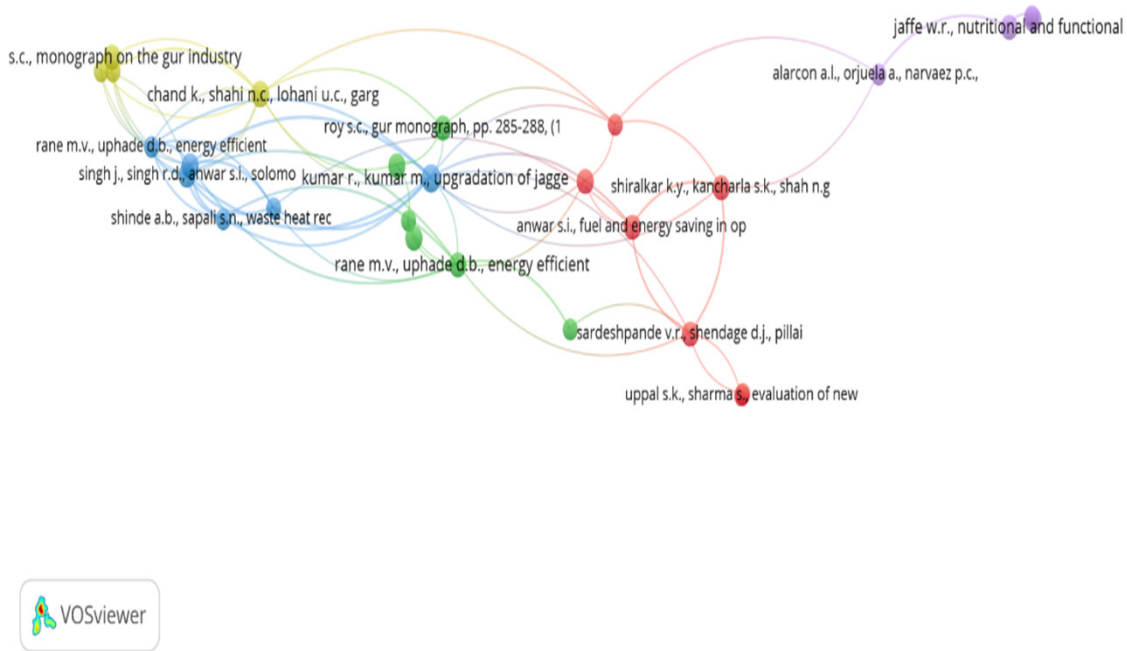 jaffe w.r., nutritional and functional
s.c., monograph on the gur industry
alarcon a.l., orjuela a., narvaez p.c.,
chand k., shahi n.c., lohani u.c., garg
roy s.c., gur monograph, pp. 285-288, (1
rane m.v., uphade d.b., energy efficient
singh j., singh r.d., anwar s.i., solomo
kumar r., kumar m., upgradation of jagge
shiralkar k.y., kancharla s.k., shah n.g
shinde a.b., sapali s.n., waste heat rec
anwar s.i., fuel and energy saving in op
rane m.v., uphade d.b., energy efficient
sardeshpande v.r., shendage d.j., pillai
uppal s.k., sharma s., evaluation of new
VOSviewer